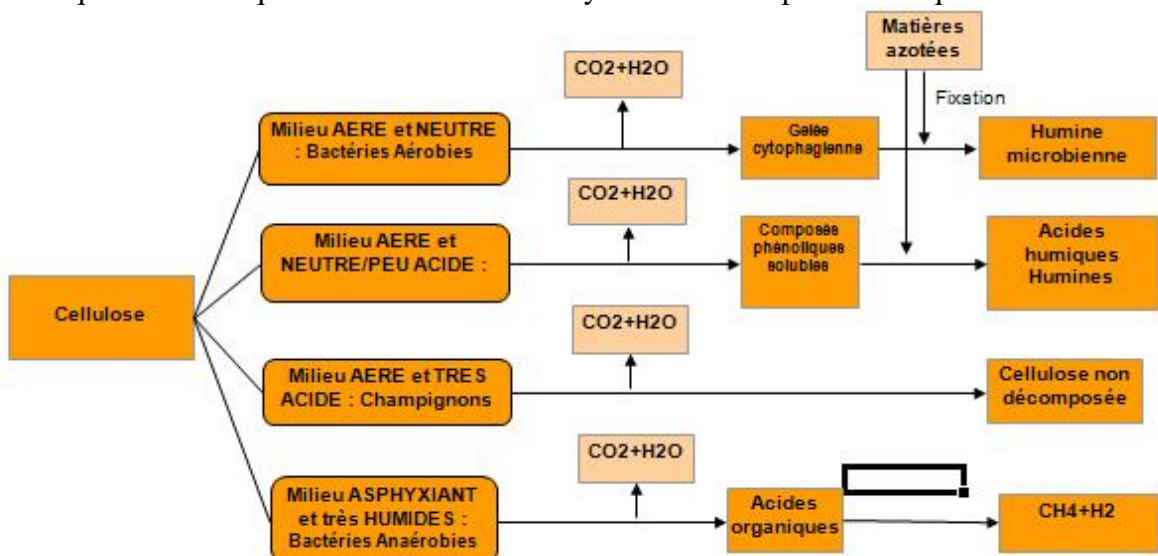 Matières
azotées
CO2+H2O
Fixation
Milieu AERE et NEUTRE
: Bactéries Aérobies
Gelée
cytophagienne
Humine
microbienne
CO2+H2O
Milieu AERE et
NEUTRE/PEU ACIDE :
Composés
phénoliques
solubles
Acides
humiques
Humines
Cellulose
CO2+H2O
Milieu AERE et TRES
ACIDE : Champignons
Cellulose non
décomposée
CO2+H2O
Milieu ASPHYXIANT
et très HUMIDES :
Bactéries Anaérobies
Acides
organiques
CH4+H2